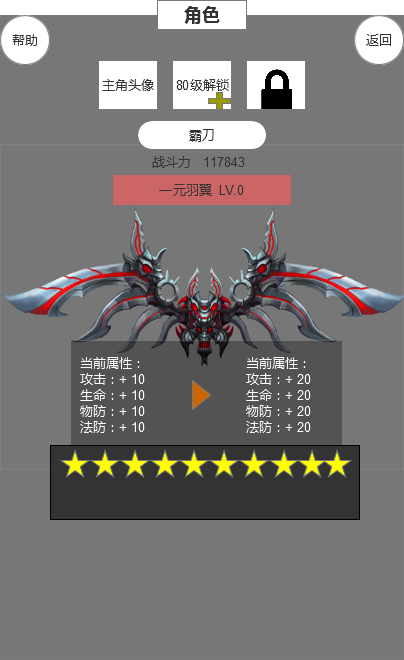 角色
帮助
返回
主角头像
80级解锁
霸刀
战斗力 117843
一元羽翼 LV.0
当前属性：
攻击：+ 10
生命：+ 10
物防：+ 10
法防：+ 10
当前属性：
攻击：+ 20
生命：+ 20
物防：+ 20
法防：+ 20